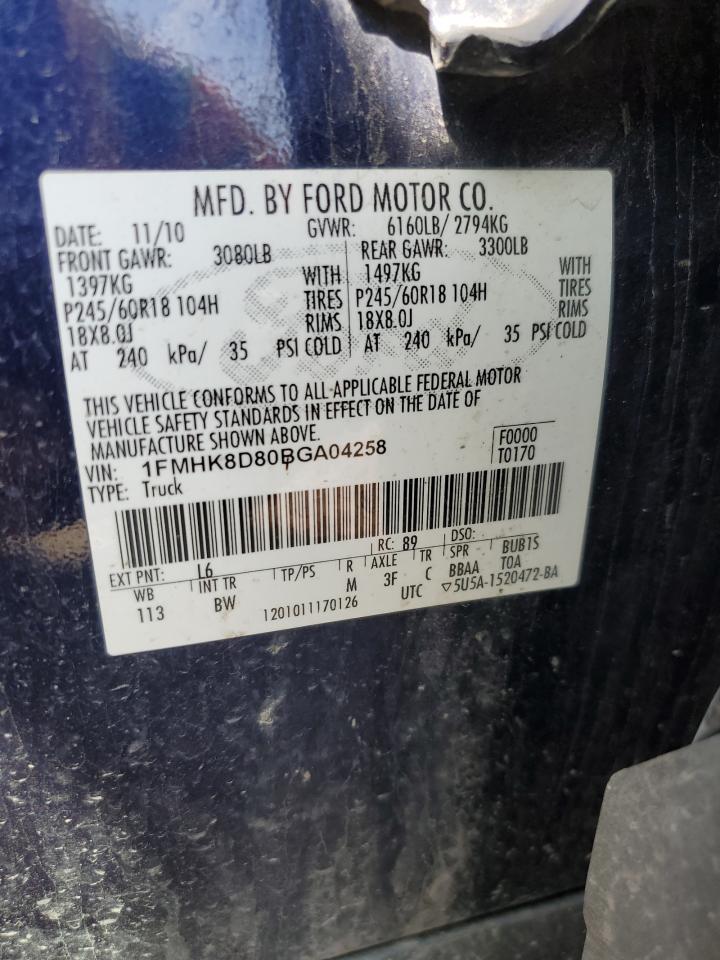 MFD. BY FORD MOTOR CO.
DATE: 11/10 GVWR: 6160LB/ 2794KG
FRONT GAWR: 3080LB REAR GAWR: 3300LB
1397KG WITH 1497KG WITH
P245/60R18 104H TIRES P245/60R18 104H TIRES
18X8.0J RIMS 18X8.0J RIMS
AT 240 kPa/ 35 PSI COLD AT 240 kPa/ 35 PSI COLD
THIS VEHICLE CONFORMS TO ALL APPLICABLE FEDERAL MOTOR
VEHICLE SAFETY STANDARDS IN EFFECT ON THE DATE OF
MANUFACTURE SHOWN ABOVE.
VIN: 1FMHK8D80BGA04258 F0000
TYPE: Truck T0170
RC: 89 DSO:
EXT PNT: L6 BUB1S
WB INT TR TP/PS R AXLE TR SPR TOA
113 BW M 3F C BBAA
1201011170126 UTC ▽5U5A-1520472-BA